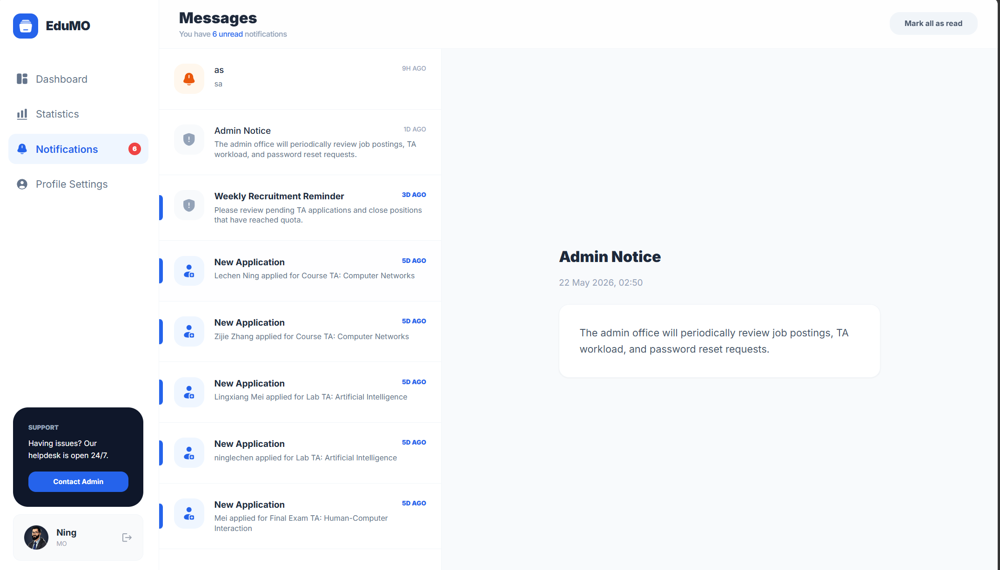 EduMO
Dashboard
Statistics
Notifications
6
Profile Settings
SUPPORT
Having issues? Our
helpdesk is open 24/7.
Contact Admin
Ning
MO
Messages
You have 6 unread notifications
Mark all as read
as
9H AGO
sa
Admin Notice
1D AGO
The admin office will periodically review job postings, TA
workload, and password reset requests.
Weekly Recruitment Reminder
3D AGO
Please review pending TA applications and close positions
that have reached quota.
New Application
5D AGO
Lechen Ning applied for Course TA: Computer Networks
New Application
5D AGO
Zijie Zhang applied for Course TA: Computer Networks
New Application
5D AGO
Lingxiang Mei applied for Lab TA: Artificial Intelligence
New Application
5D AGO
ninglechen applied for Lab TA: Artificial Intelligence
New Application
5D AGO
Mei applied for Final Exam TA: Human-Computer
Interaction
Admin Notice
22 May 2026, 02:50
The admin office will periodically review job postings, TA
workload, and password reset requests.